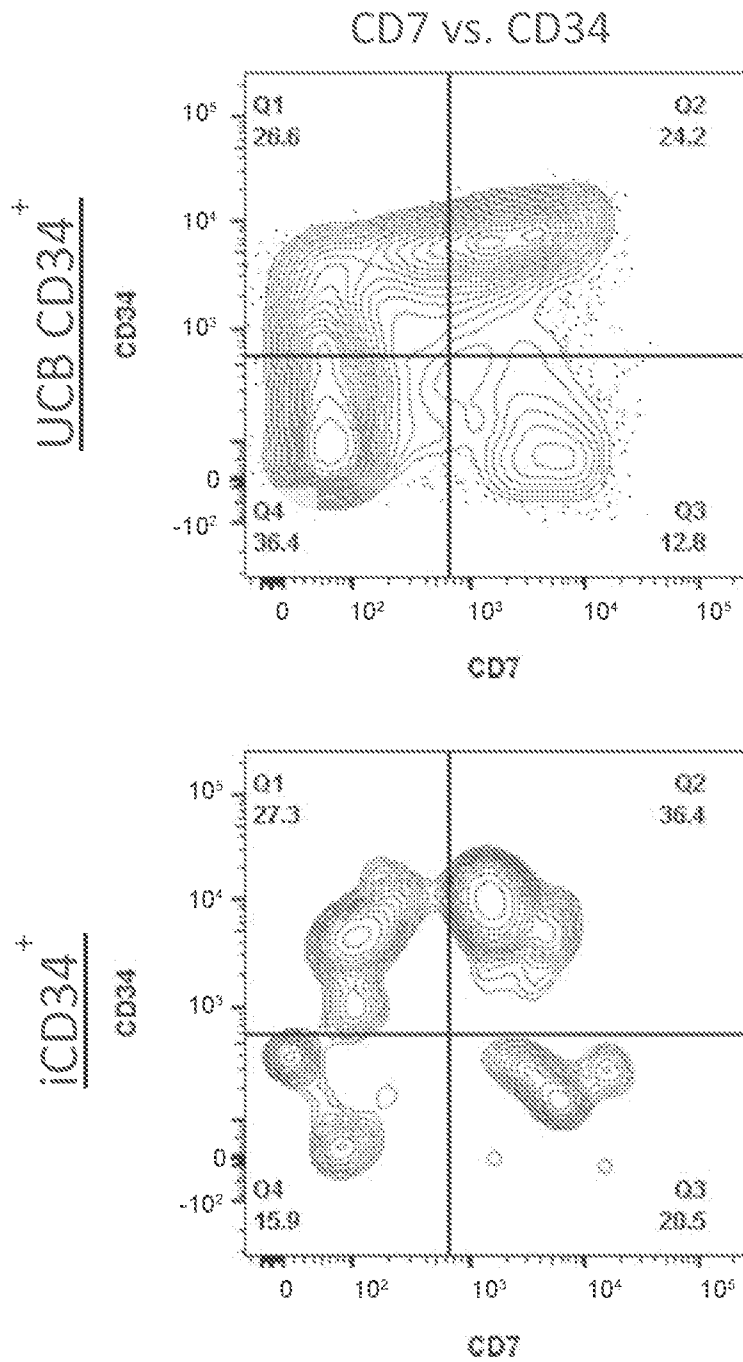 CD7 vs. CD34
UCB CD34+
CD34
Q1
26.6
Q2
24.2
Q4
36.4
Q3
12.8
10⁵
10⁴
10³
0
-10²
0 10² 10³ 10⁴ 10⁵
CD7
iCD34+
CD34
Q1
27.3
Q2
36.4
Q4
15.9
Q3
20.5
10⁵
10⁴
10³
0
-10²
0 10² 10³ 10⁴ 10⁵
CD7